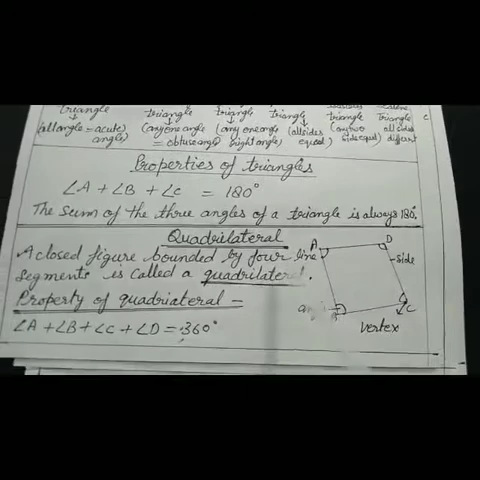 triangle triangle triangle triangle triangle triangle
(all angle = acute angle) (any one angle = obtuse angle) (any one angle right angle) (all sides equal) (any two side equal) all sides different
Properties of triangles
∠A + ∠B + ∠C = 180°
The sum of the three angles of a triangle is always 180°.
Quadrilateral
A closed figure bounded by four line
segments is called a quadrilateral.
Property of quadriateral =
∠A + ∠B + ∠C + ∠D = 360°
A D
side
C
vertex